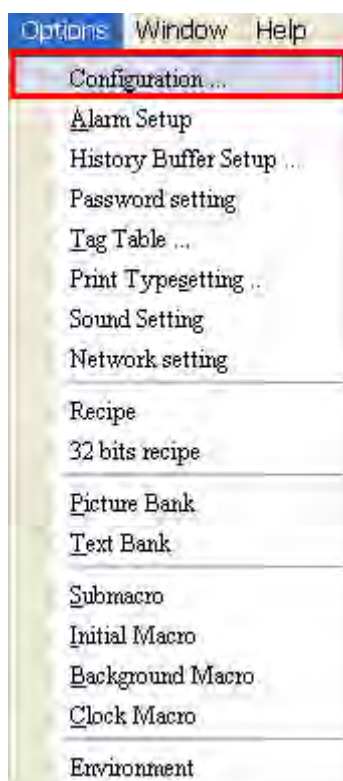 Options Window Help
Configuration ...
Alarm Setup
History Buffer Setup ...
Password setting
Tag Table ...
Print Typesetting ..
Sound Setting
Network setting
Recipe
32 bits recipe
Picture Bank
Text Bank
Submacro
Initial Macro
Background Macro
Clock Macro
Environment